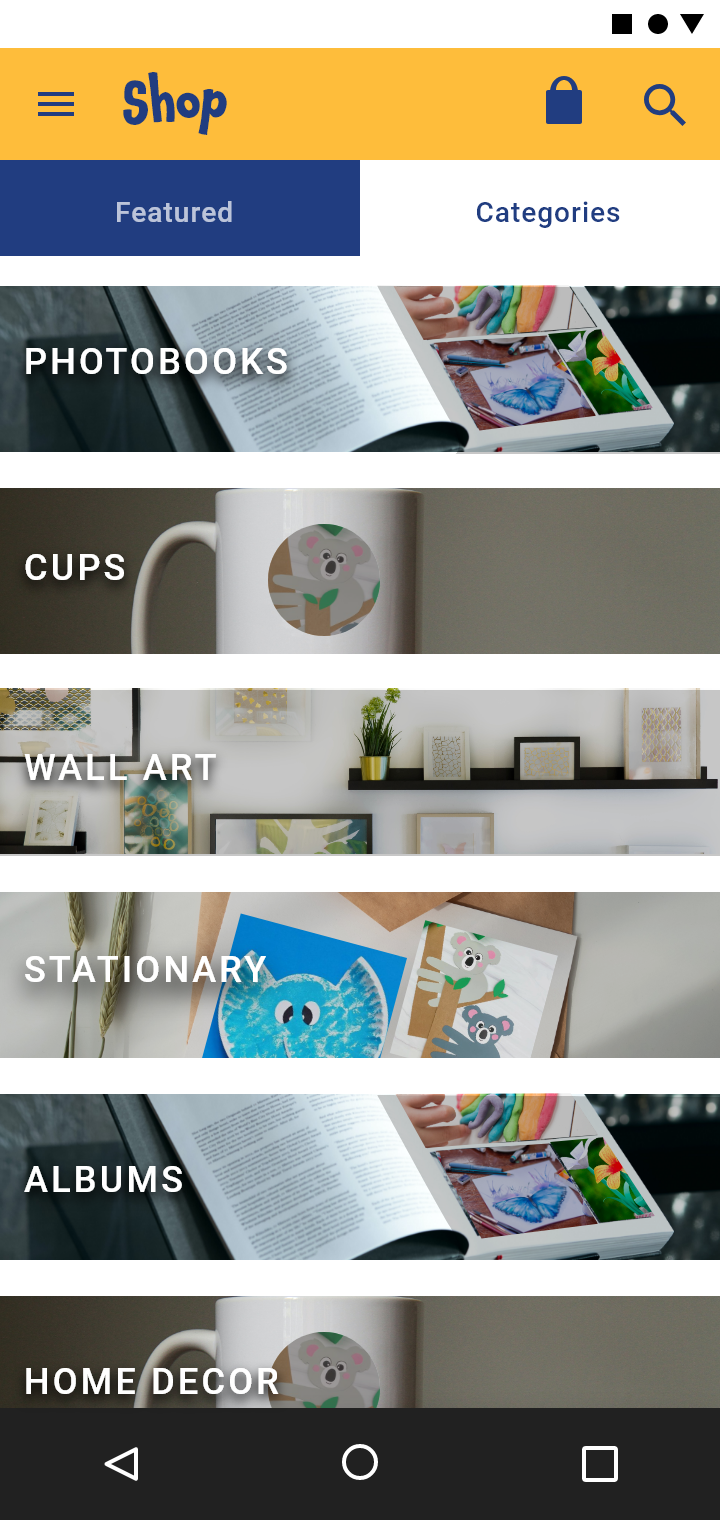 Shop
Featured
Categories
PHOTOBOOKS
CUPS
WALL ART
STATIONARY
ALBUMS
HOME DECOR